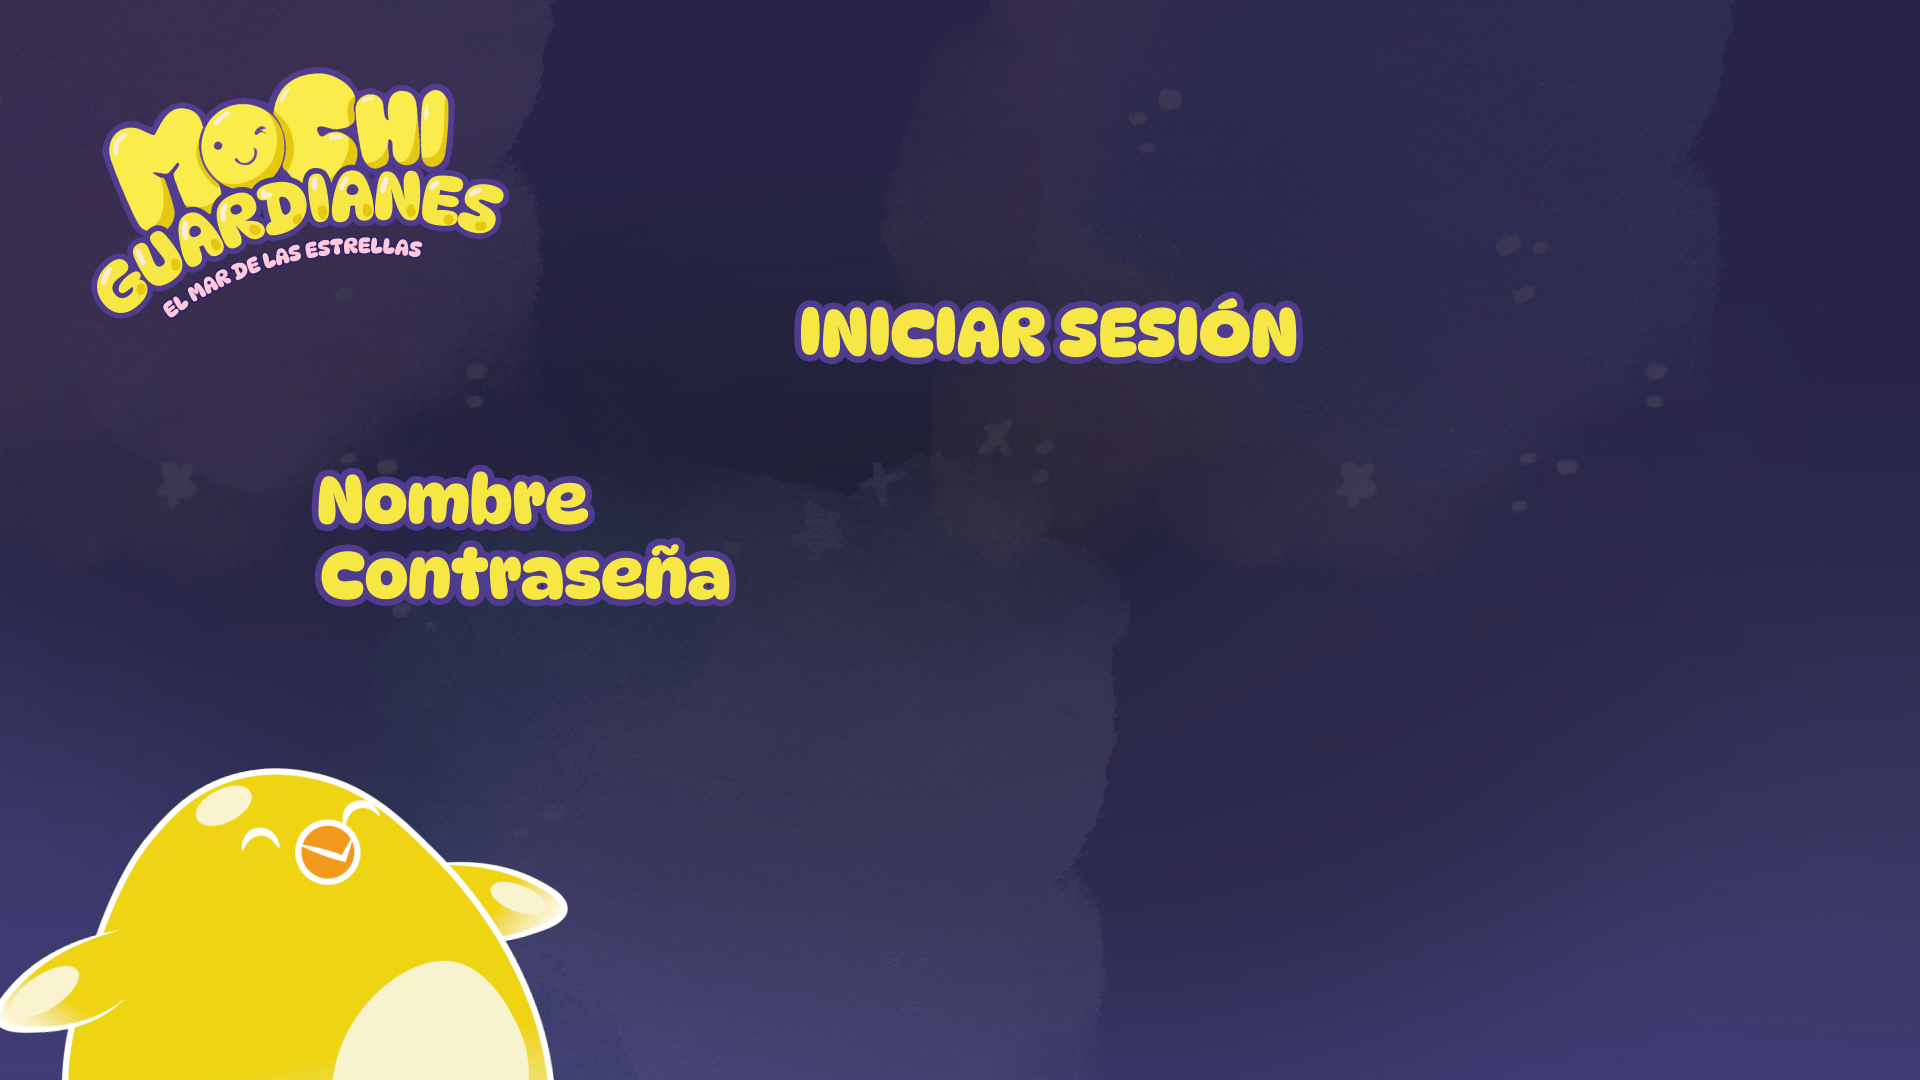 MOCHI
GUARDIANES
EL MAR DE LAS ESTRELLAS
INICIAR SESIÓN
Nombre
Contraseña